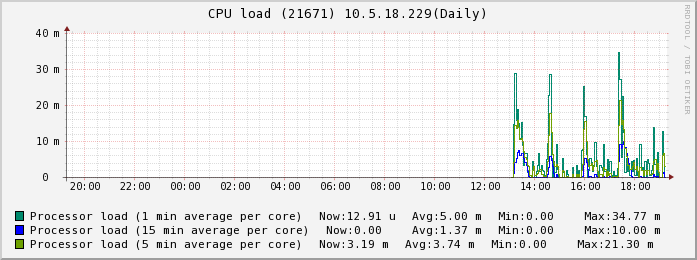 CPU load (21671) 10.5.18.229(Daily)
RRDTOOL / TOBI OETIKER
40 m
30 m
20 m
10 m
0
20:00 22:00 00:00 02:00 04:00 06:00 08:00 10:00 12:00 14:00 16:00 18:00
Processor load (1 min average per core) Now:12.91 u Avg:5.00 m Min:0.00 Max:34.77 m
Processor load (15 min average per core) Now:0.00 Avg:1.37 m Min:0.00 Max:10.00 m
Processor load (5 min average per core) Now:3.19 m Avg:3.74 m Min:0.00 Max:21.30 m